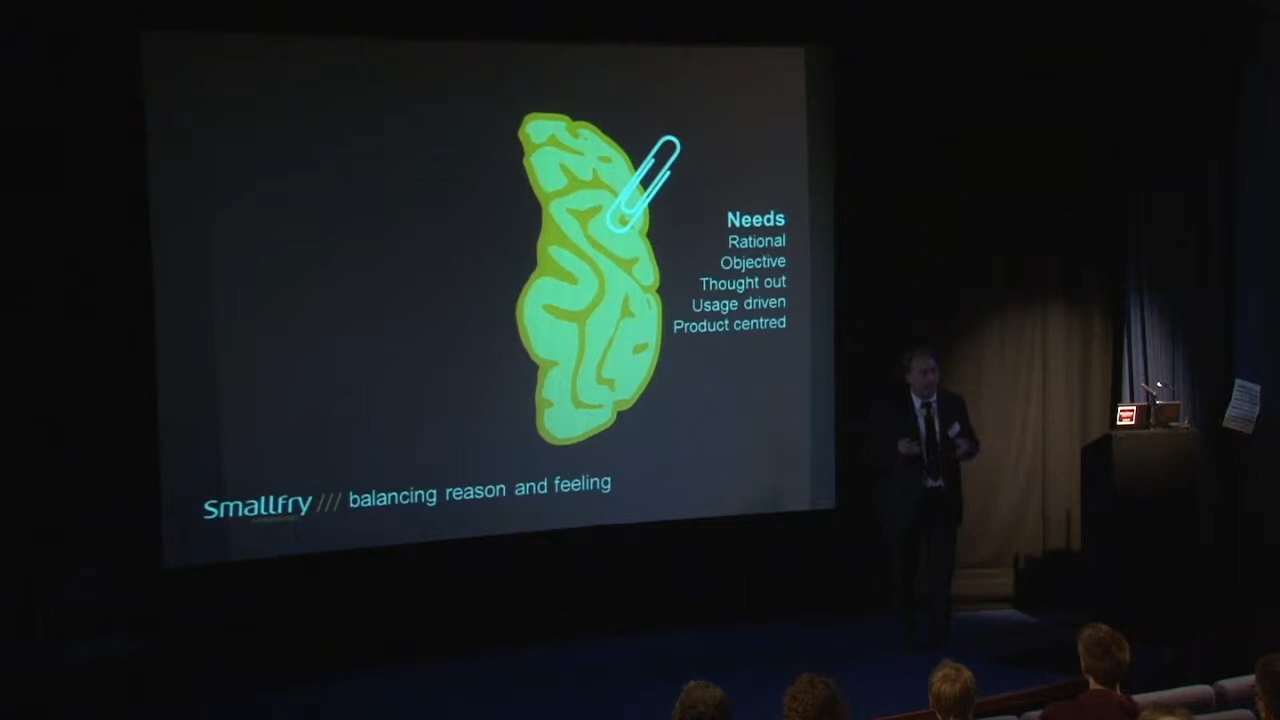 Needs
Rational
Objective
Thought out
Usage driven
Product centred
smallfry /// balancing reason and feeling